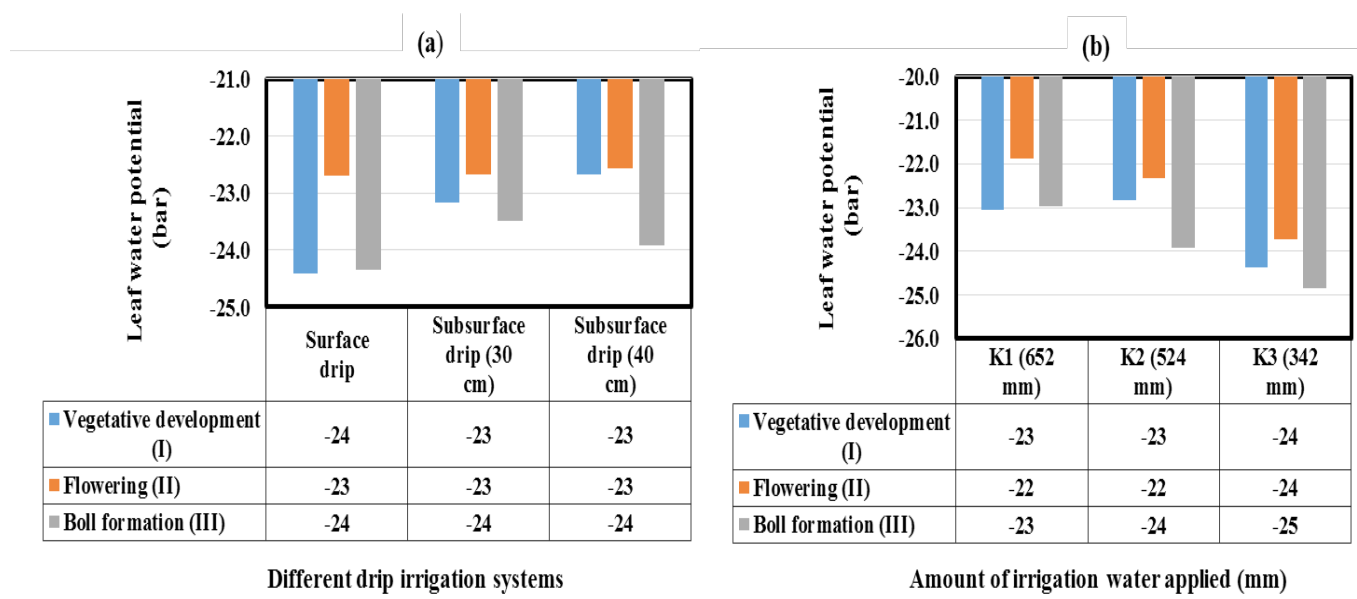 (a)
-21.0
-22.0
-23.0
-24.0
-25.0
Leaf water potential
(bar)
Surface
drip
Subsurface
drip (30
cm)
Subsurface
drip (40
cm)
Vegetative development
(I)
-24
-23
-23
Flowering (II)
-23
-23
-23
Boll formation (III)
-24
-24
-24
Different drip irrigation systems
(b)
-20.0
-21.0
-22.0
-23.0
-24.0
-25.0
-26.0
Leaf water potential
(bar)
K1 (652
mm)
K2 (524
mm)
K3 (342
mm)
Vegetative development
(I)
-23
-23
-24
Flowering (II)
-22
-22
-24
Boll formation (III)
-23
-24
-25
Amount of irrigation water applied (mm)